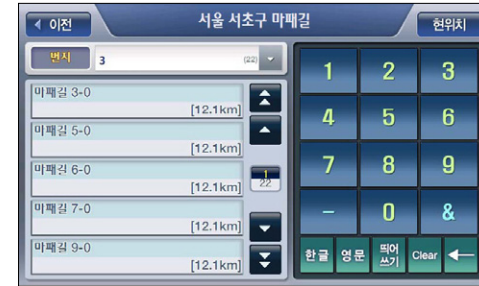 이전
서울 서초구 마패길
현위치
번지 3 (22)
마패길 3-0
[12.1km]
마패길 5-0
[12.1km]
마패길 6-0
[12.1km]
마패길 7-0
[12.1km]
마패길 9-0
[12.1km]
1
22
1 2 3
4 5 6
7 8 9
- 0 &
한글 영문 띄어 쓰기 Clear ←